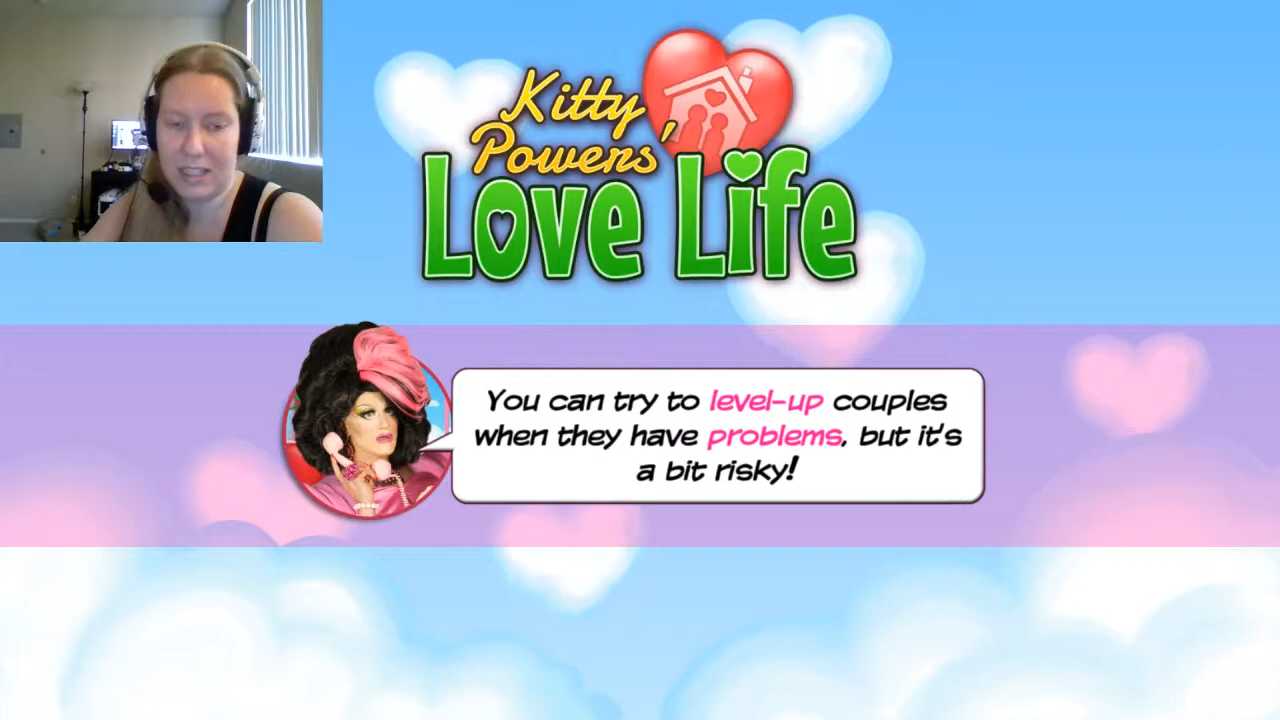 Kitty
Powers'
Love Life
You can try to level-up couples
when they have problems, but it's
a bit risky!